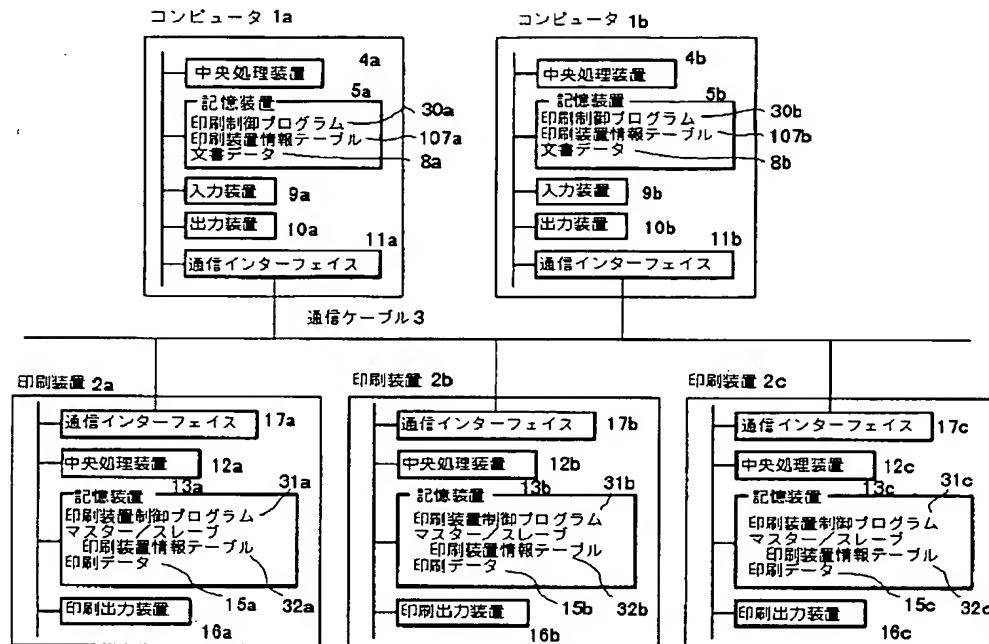 コンピュータ 1a
4a
中央処理装置
5a
記憶装置
印刷制御プログラム
30a
印刷装置情報テーブル
107a
文書データ
8a
入力装置
9a
出力装置
10a
11a
通信インターフェイス
コンピュータ 1b
4b
中央処理装置
5b
記憶装置
印刷制御プログラム
30b
印刷装置情報テーブル
107b
文書データ
8b
入力装置
9b
出力装置
10b
11b
通信インターフェイス
通信ケーブル3
印刷装置 2a
通信インターフェイス
17a
中央処理装置
12a
13a
記憶装置
31a
印刷装置制御プログラム
マスター/スレーブ
印刷装置情報テーブル
印刷データ
15a
32a
印刷出力装置
16a
印刷装置 2b
通信インターフェイス
17b
中央処理装置
12b
13b
記憶装置
31b
印刷装置制御プログラム
マスター/スレーブ
印刷装置情報テーブル
印刷データ
15b
32b
印刷出力装置
16b
印刷装置 2c
通信インターフェイス
17c
中央処理装置
12c
13c
記憶装置
31c
印刷装置制御プログラム
マスター/スレーブ
印刷装置情報テーブル
印刷データ
15c
32c
印刷出力装置
16c